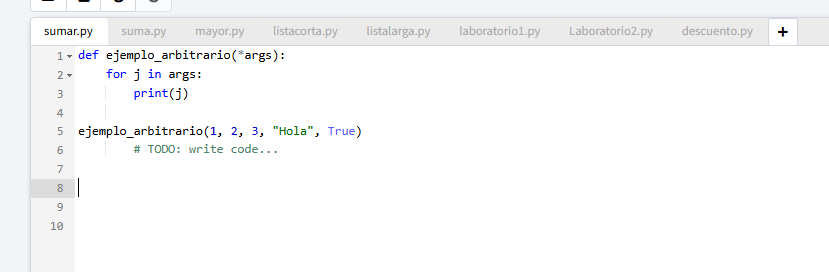 sumar.py suma.py mayor.py listacorta.py listalarga.py laboratorio1.py Laboratorio2.py descuento.py +
1 def ejemplo_arbitrario(*args):
2 for j in args:
3 print(j)
4
5 ejemplo_arbitrario(1, 2, 3, "Hola", True)
6 # TODO: write code...
7
8
9
10